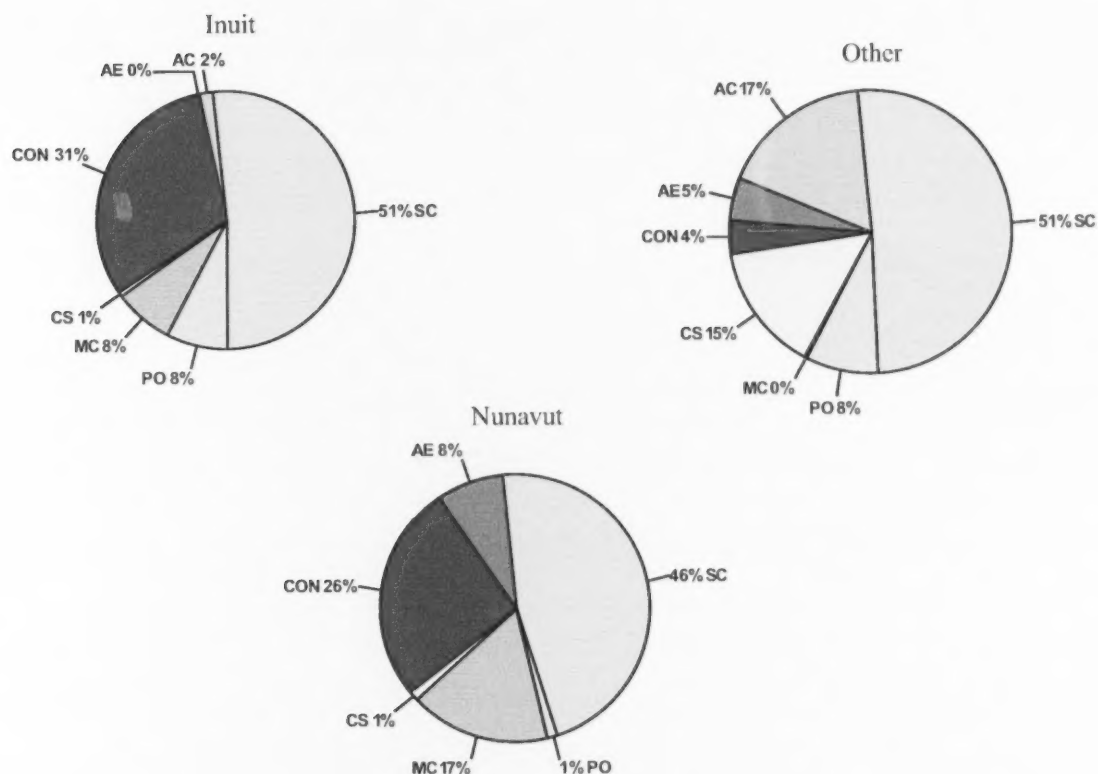 Inuit
AE 0%
AC 2%
CON 31%
51% SC
CS 1%
MC 8%
PO 8%
Other
AC 17%
AE 5%
CON 4%
51% SC
CS 15%
MC 0%
PO 8%
Nunavut
AE 8%
CON 26%
46% SC
CS 1%
MC 17%
1% PO